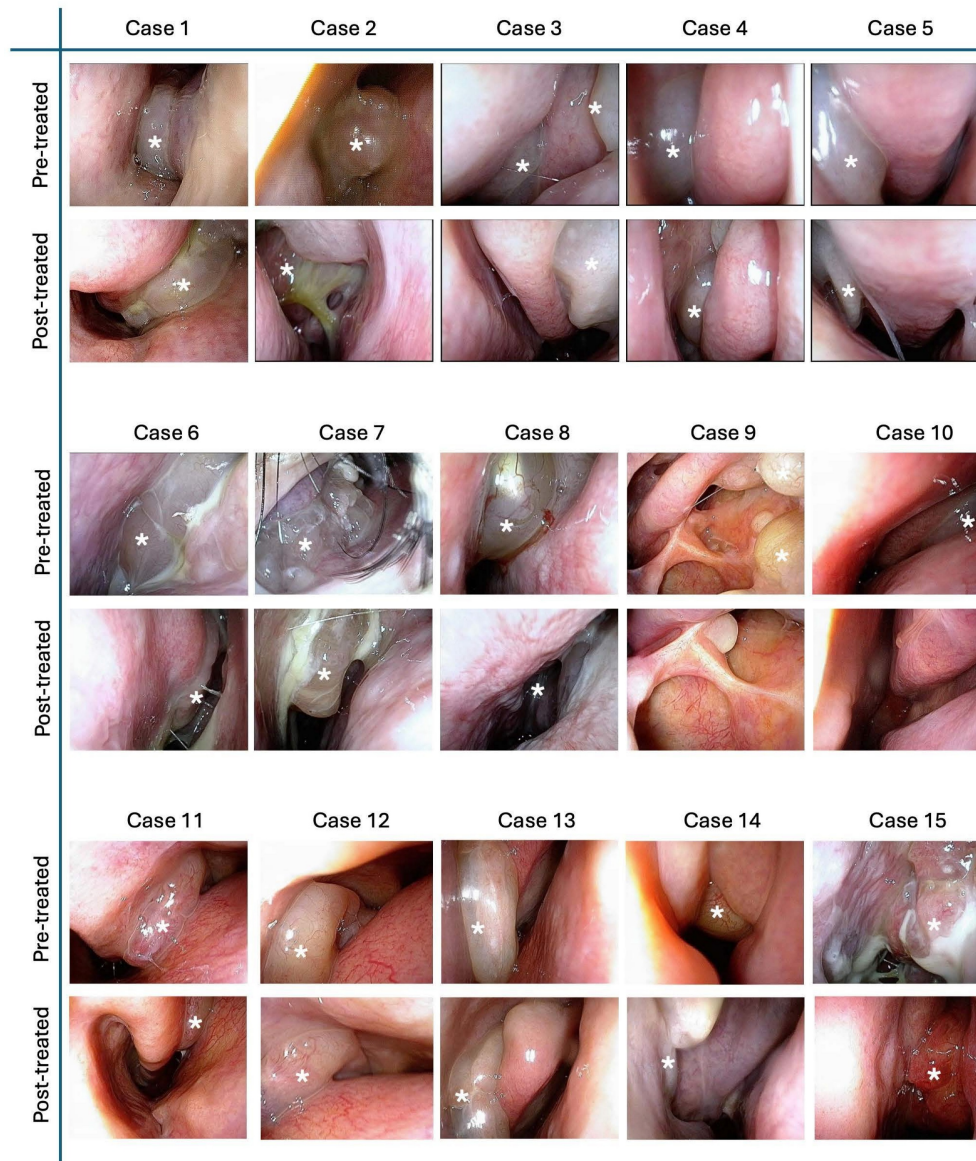 Case 1 Case 2 Case 3 Case 4 Case 5
Pre-treated
* * * * * *
Post-treated
* * * * *
Case 6 Case 7 Case 8 Case 9 Case 10
Pre-treated
* * * * *
Post-treated
* * *
Case 11 Case 12 Case 13 Case 14 Case 15
Pre-treated
* * * * *
Post-treated
* * * * *